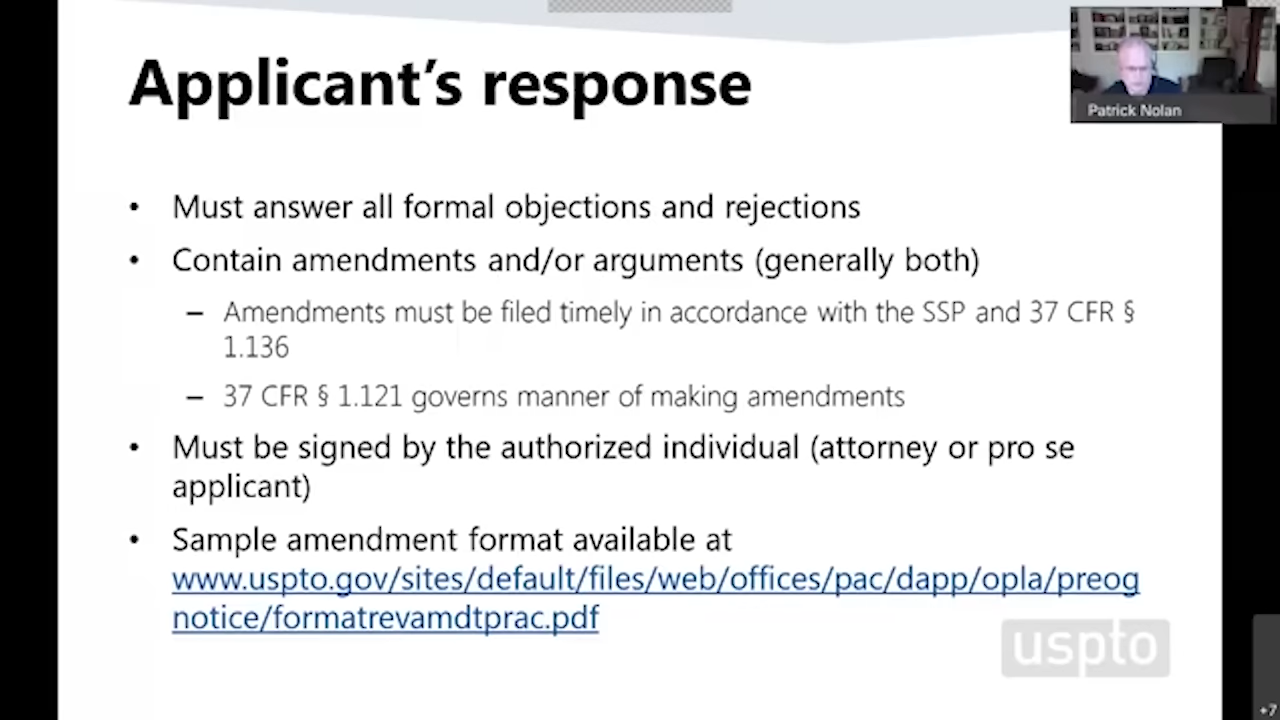 Applicant's response
Patrick Nolan
• Must answer all formal objections and rejections
• Contain amendments and/or arguments (generally both)
– Amendments must be filed timely in accordance with the SSP and 37 CFR §
1.136
– 37 CFR § 1.121 governs manner of making amendments
• Must be signed by the authorized individual (attorney or pro se
applicant)
• Sample amendment format available at
www.uspto.gov/sites/default/files/web/offices/pac/dapp/opla/preog
notice/formatrevamdtprac.pdf
uspto
+7